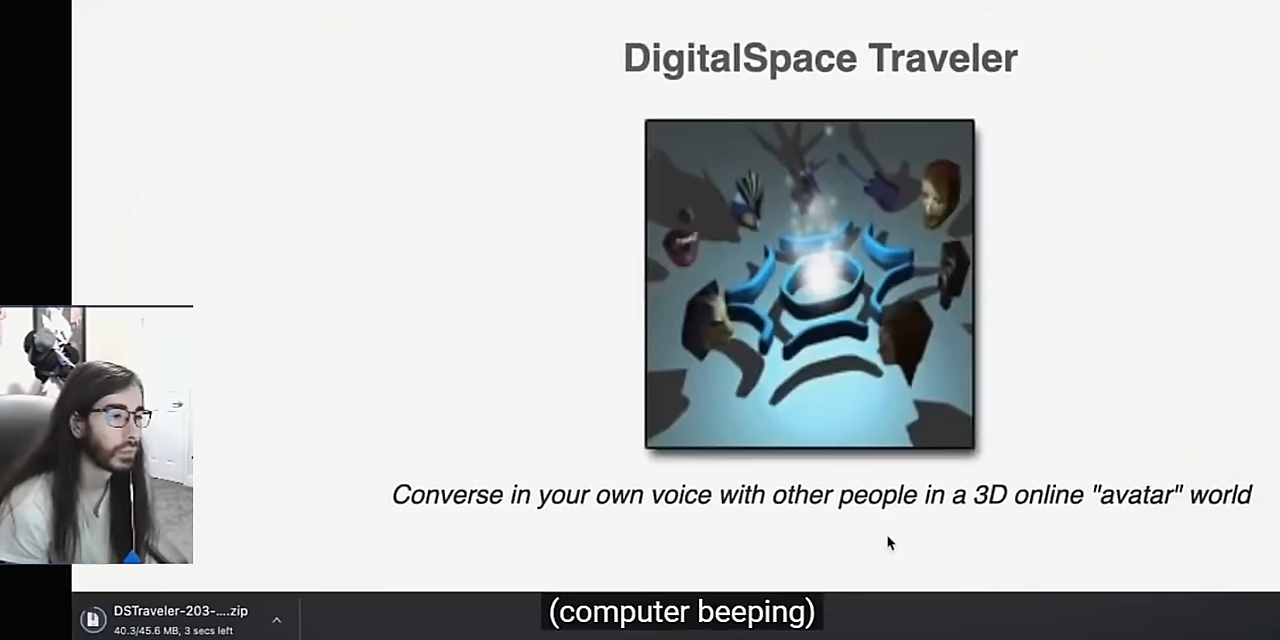 DigitalSpace Traveler
Converse in your own voice with other people in a 3D online "avatar" world
DSTraveler-203-....zip
40.3/45.6 MB, 3 secs left
(computer beeping)